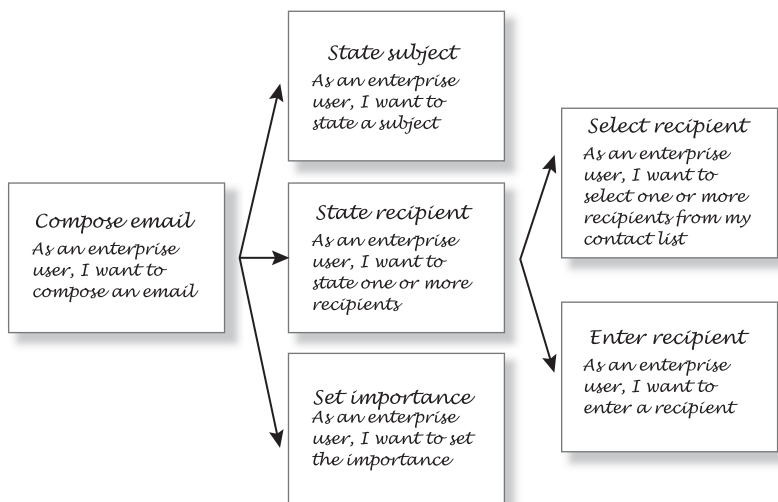 Compose email
As an enterprise
user, I want to
compose an email
State subject
As an enterprise
user, I want to
state a subject
State recipient
As an enterprise
user, I want to
state one or more
recipients
Set importance
As an enterprise
user, I want to set
the importance
Select recipient
As an enterprise
user, I want to
select one or more
recipients from my
contact list
Enter recipient
As an enterprise
user, I want to
enter a recipient